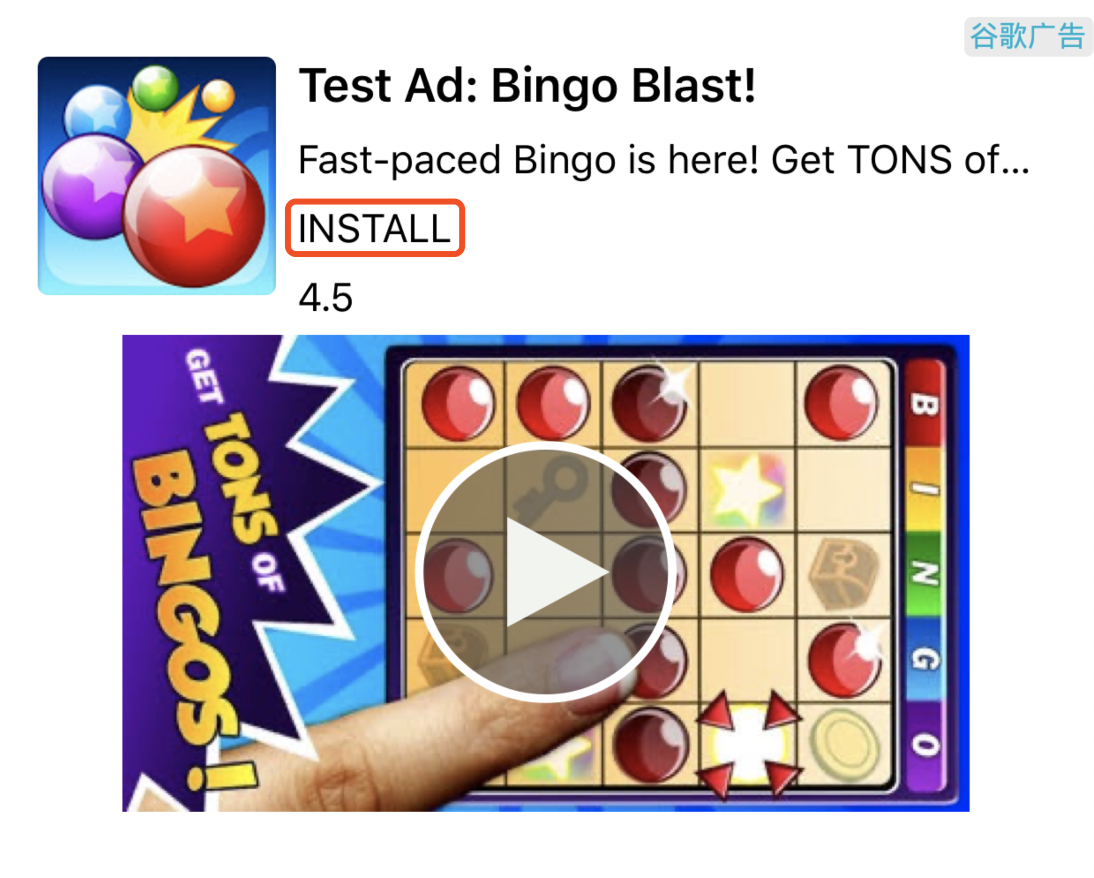 谷歌广告
Test Ad: Bingo Blast!
Fast-paced Bingo is here! Get TONS of...
INSTALL
4.5
GET TONS OF
BINGOS!
B
I
N
G
O